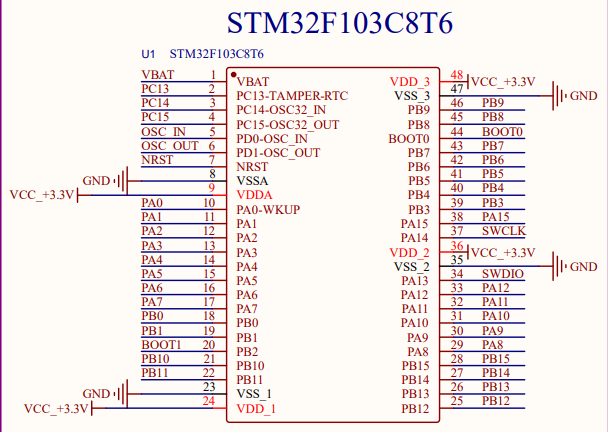 STM32F103C8T6
U1 STM32F103C8T6
VBAT 1 VBAT VDD_3 48 VCC_+3.3V
PC13 2 PC13-TAMPER-RTC VSS_3 47 GND
PC14 3 PC14-OSC32_IN PB9 46 PB9
PC15 4 PC15-OSC32_OUT PB8 45 PB8
OSC_IN 5 PD0-OSC_IN BOOT0 44 BOOT0
OSC_OUT 6 PD1-OSC_OUT PB7 43 PB7
NRST 7 NRST PB6 42 PB6
GND 8 VSSA PB5 41 PB5
VCC_+3.3V 9 VDDA PB4 40 PB4
PA0 10 PA0-WKUP PB3 39 PB3
PA1 11 PA1 PA15 38 PA15
PA2 12 PA2 PA14 37 SWCLK
PA3 13 PA3 VDD_2 36 VCC_+3.3V
PA4 14 PA4 VSS_2 35 GND
PA5 15 PA5 PA13 34 SWDIO
PA6 16 PA6 PA12 33 PA12
PA7 17 PA7 PA11 32 PA11
PB0 18 PB0 PA10 31 PA10
PB1 19 PB1 PA9 30 PA9
BOOT1 20 PB2 PA8 29 PA8
PB10 21 PB10 PB15 28 PB15
PB11 22 PB11 PB14 27 PB14
GND 23 VSS_1 PB13 26 PB13
VCC_+3.3V 24 VDD_1 PB12 25 PB12